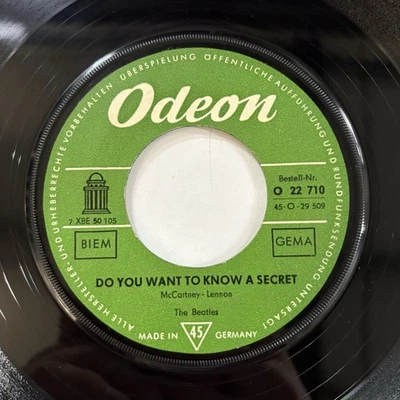 ALLE HERSTELLER- UND URHEBERRECHTE VORBEHALTEN ÜBERSPIELUNG ÖFFENTLICHE AUFFÜHRUNG UND RUNDFUNKSENDUNG UNTERSAGT
Odeon
Bestell-Nr.
O 22 710
7 XBE 50 105
45-O-29 509
BIEM
GEMA
DO YOU WANT TO KNOW A SECRET
McCartney - Lennon
The Beatles
MADE IN 45 GERMANY